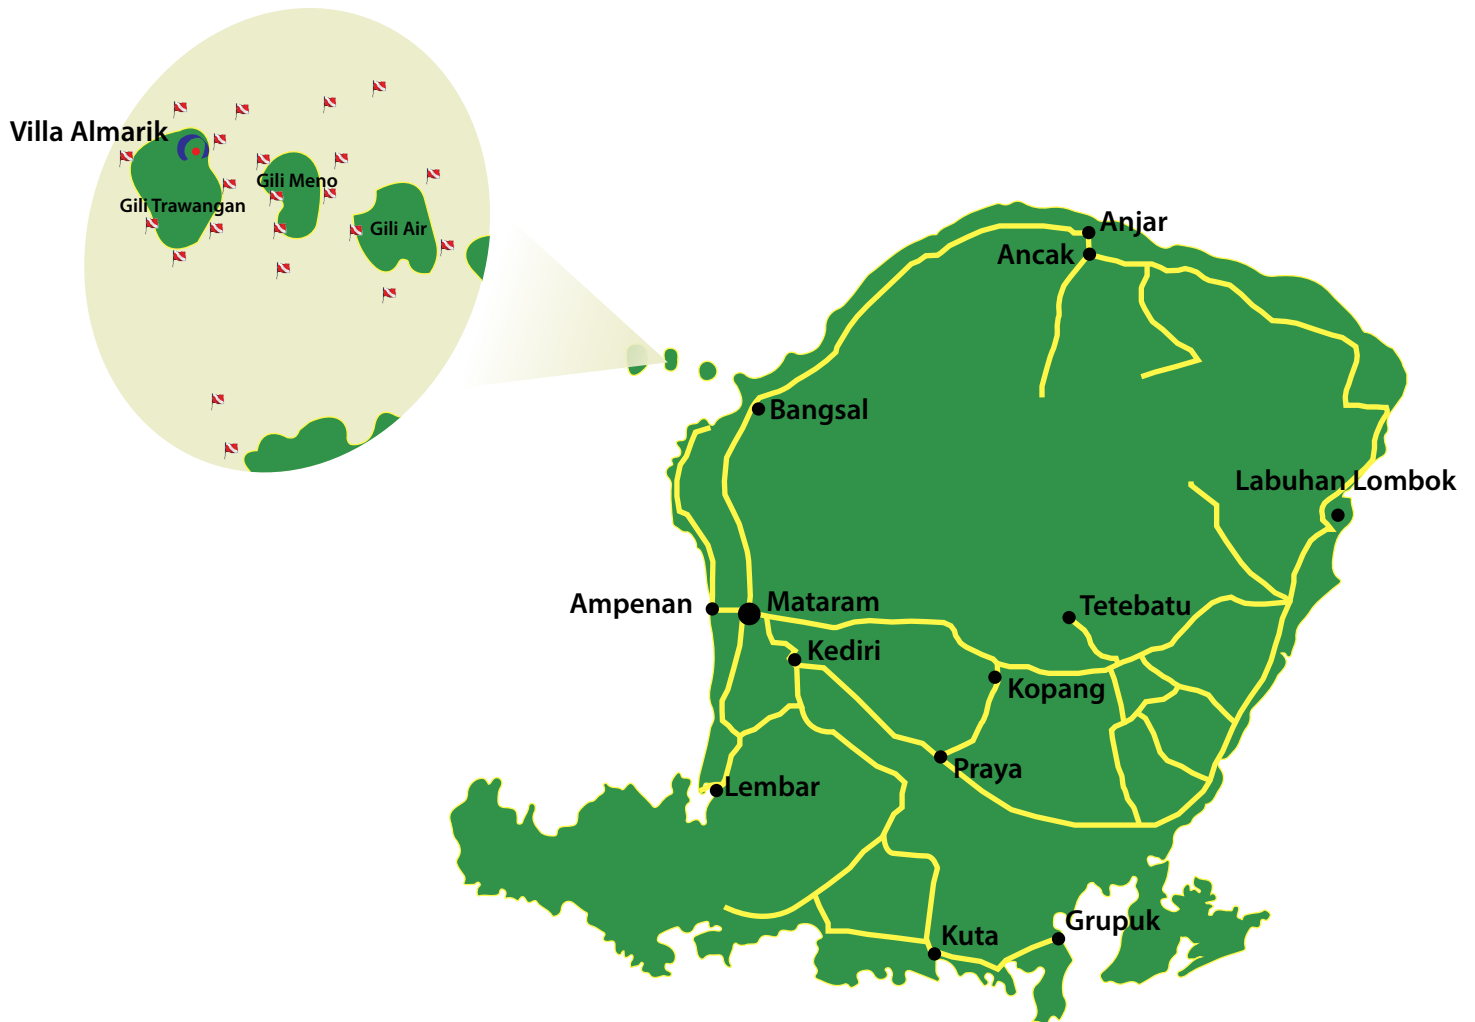 Villa Almarik
Gili Meno
Gili Trawangan
Gili Air
Anjar
Ancak
Bangsal
Labuhan Lombok
Ampenan
Mataram
Tetebatu
Kediri
Kopang
Praya
Lembar
Grupuk
Kuta